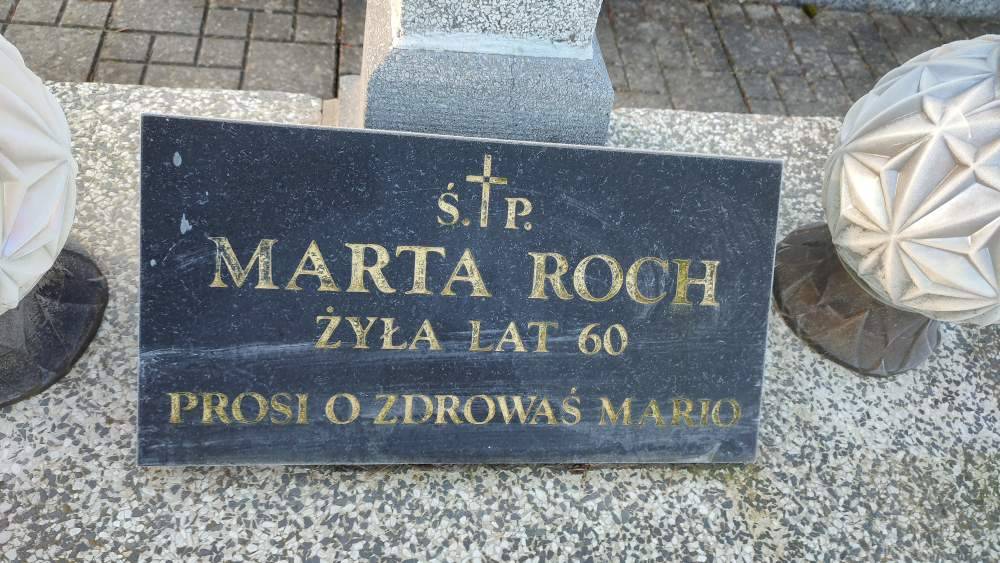 Ś. P.
MARTA ROCH
ŻYŁA LAT 60
PROSI O ZDROWAŚ MARIO